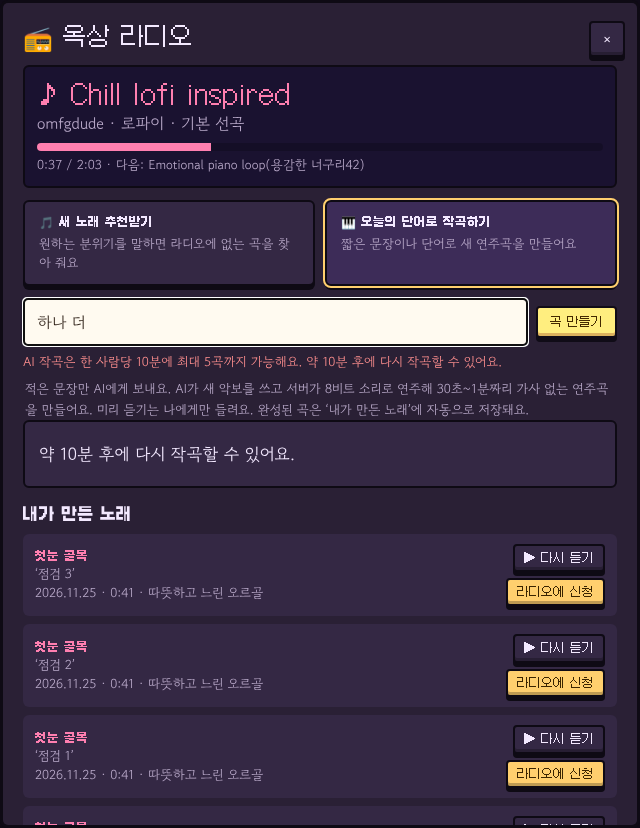 옥상 라디오
×
♪ Chill lofi inspired
omfgdude · 로파이 · 기본 선곡
0:37 / 2:03 · 다음: Emotional piano loop(용감한 너구리42)
새 노래 추천받기
원하는 분위기를 말하면 라디오에 없는 곡을 찾
아 줘요
오늘의 단어로 작곡하기
짧은 문장이나 단어로 새 연주곡을 만들어요
하나 더
곡 만들기
AI 작곡은 한 사람당 10분에 최대 5곡까지 가능해요. 약 10분 후에 다시 작곡할 수 있어요.
적은 문장만 AI에게 보내요. AI가 새 악보를 쓰고 서버가 8비트 소리로 연주해 30초~1분짜리 가사 없는 연주곡
을 만들어요. 미리 듣기는 나에게만 들려요. 완성된 곡은 ‘내가 만든 노래’에 자동으로 저장돼요.
약 10분 후에 다시 작곡할 수 있어요.
내가 만든 노래
첫눈 골목
‘점검 3’
2026.11.25 · 0:41 · 따뜻하고 느린 오르골
▶ 다시 듣기
라디오에 신청
첫눈 골목
‘점검 2’
2026.11.25 · 0:41 · 따뜻하고 느린 오르골
▶ 다시 듣기
라디오에 신청
첫눈 골목
‘점검 1’
2026.11.25 · 0:41 · 따뜻하고 느린 오르골
▶ 다시 듣기
라디오에 신청